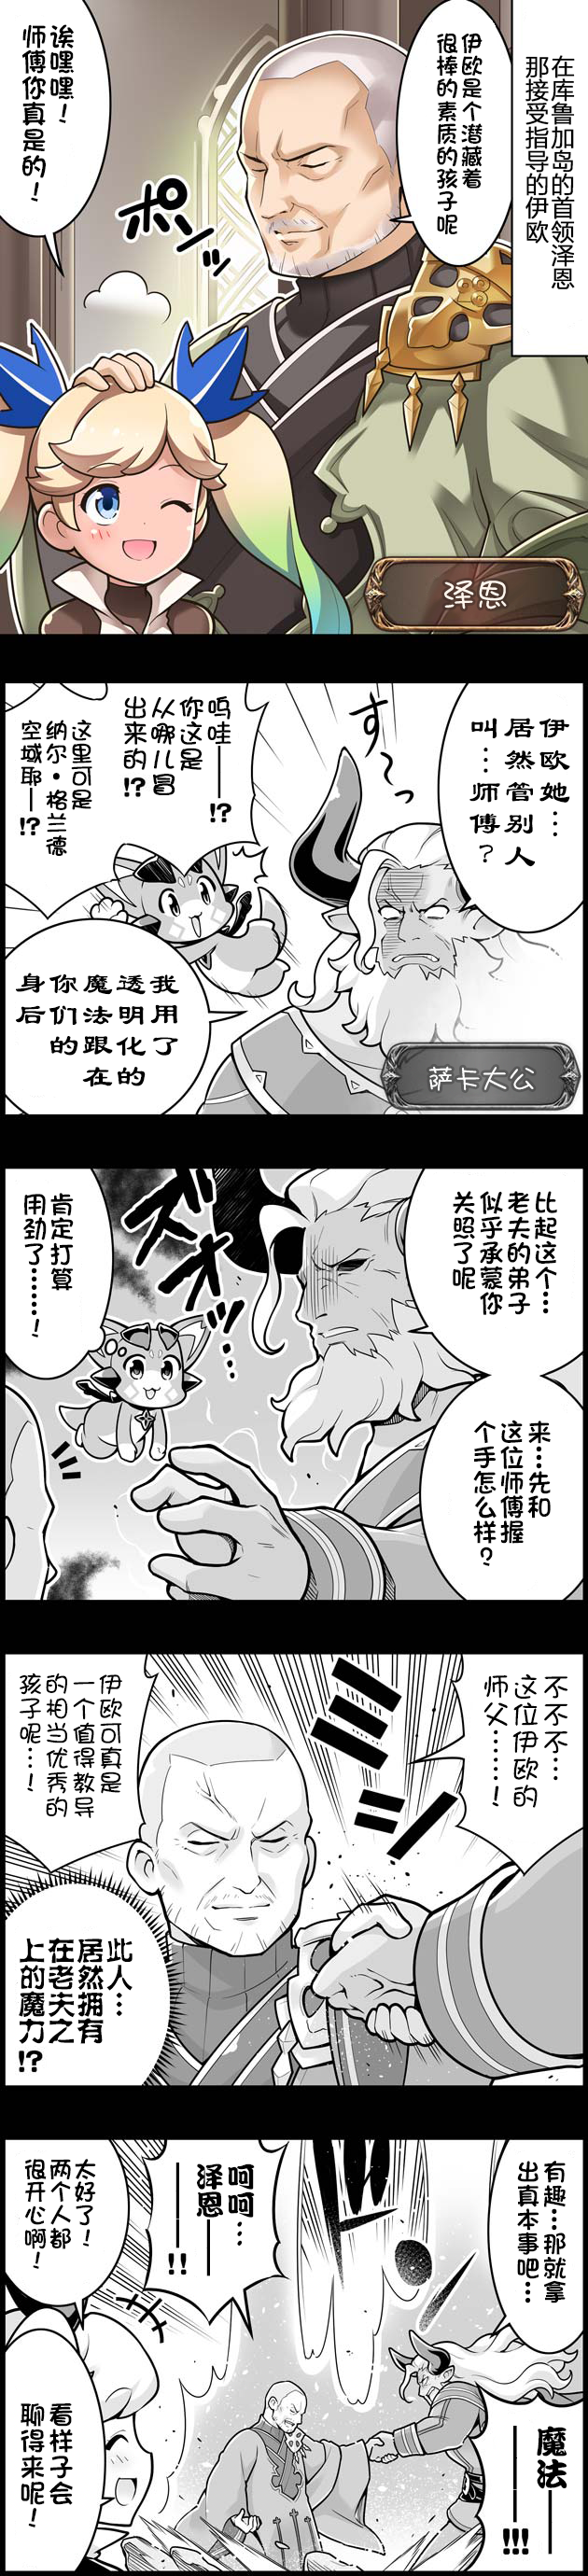 在库鲁加岛的首领泽恩
那接受指导的伊欧
伊欧是个潜藏着
很棒的素质的孩子呢
诶嘿嘿！
师傅你真是的！
ポンッ
泽恩
伊欧她…
居然管别人
叫…师傅？
す～っ
呜哇——!?
你这是
从哪儿冒
出来的!?
这里可是
纳尔・格兰德
空域耶——!?
我用了
透明化的
魔法跟在
你们的
身后
萨卡大公
比起这个…
老夫的弟子
似乎承蒙你
关照了呢
ズズズ…
肯定打算
用劲了……！
来…先和
这位师傅握
个手怎么样？
不不不…
这位伊欧的
师父……！
伊欧可真是
一个值得教导
的相当优秀的
孩子呢…！
此人…
居然拥有
在老夫之
上的魔力
!?
有趣…那就拿
出真本事吧…
魔法——!!!
呵呵…
泽恩——!!
太好了！
两个人都
很开心啊！
看样子会
聊得来呢！